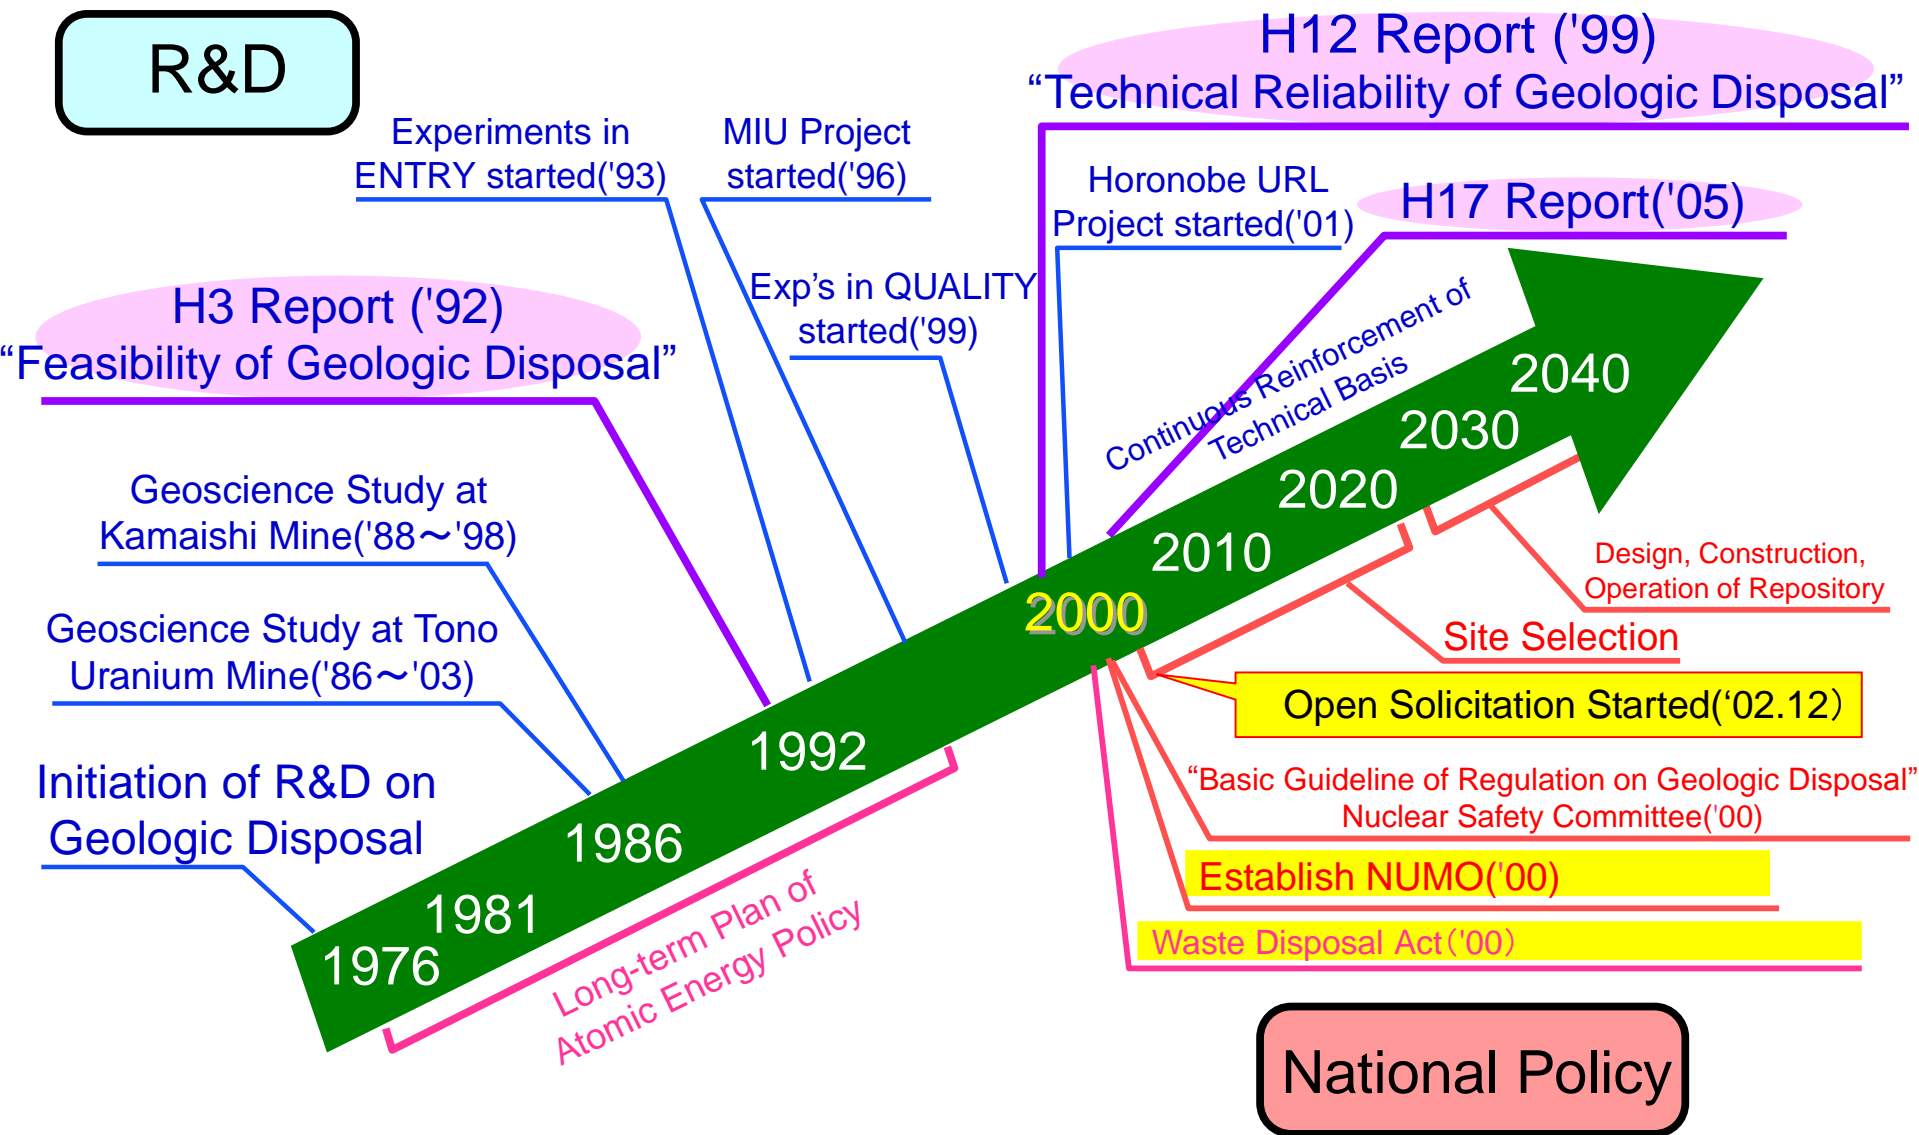 R&D
H12 Report ('99)
“Technical Reliability of Geologic Disposal”
Experiments in
ENTRY started('93)
MIU Project
started('96)
Horonobe URL
Project started('01)
H17 Report('05)
Exp's in QUALITY
started('99)
H3 Report ('92)
“Feasibility of Geologic Disposal”
Continuous Reinforcement of
Technical Basis
Geoscience Study at
Kamaishi Mine('88～'98)
Geoscience Study at Tono
Uranium Mine('86～'03)
Initiation of R&D on
Geologic Disposal
1976
1981
1986
1992
2000
2010
2020
2030
2040
Design, Construction,
Operation of Repository
Site Selection
Open Solicitation Started(‘02.12）
“Basic Guideline of Regulation on Geologic Disposal”
Nuclear Safety Committee('00)
Establish NUMO('00)
Waste Disposal Act（'00）
Long-term Plan of
Atomic Energy Policy
National Policy